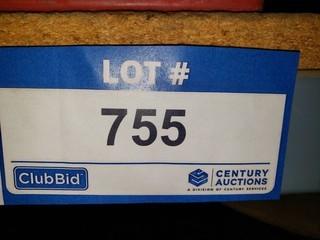 LOT #
755
ClubBid
CENTURY
AUCTIONS
A DIVISION OF CENTURY SERVICES